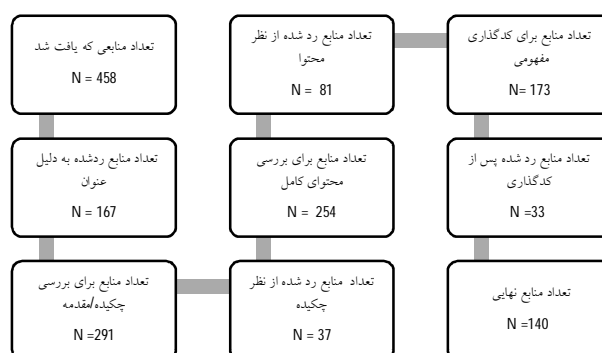 تعداد منابعی که یافت شد
N = 458
تعداد منابع ردشده به دلیل
عنوان
N = 167
تعداد منابع برای بررسی
چکیده/مقدمه
N =291
تعداد منابع رد شده از نظر
چکیده
N = 37
تعداد منابع برای بررسی
محتوای کامل
N = 254
تعداد منابع رد شده از نظر
محتوا
N = 81
تعداد منابع برای کدگذاری
مفهومی
N= 173
تعداد منابع رد شده پس از
کدگذاری
N =33
تعداد منابع نهایی
N =140